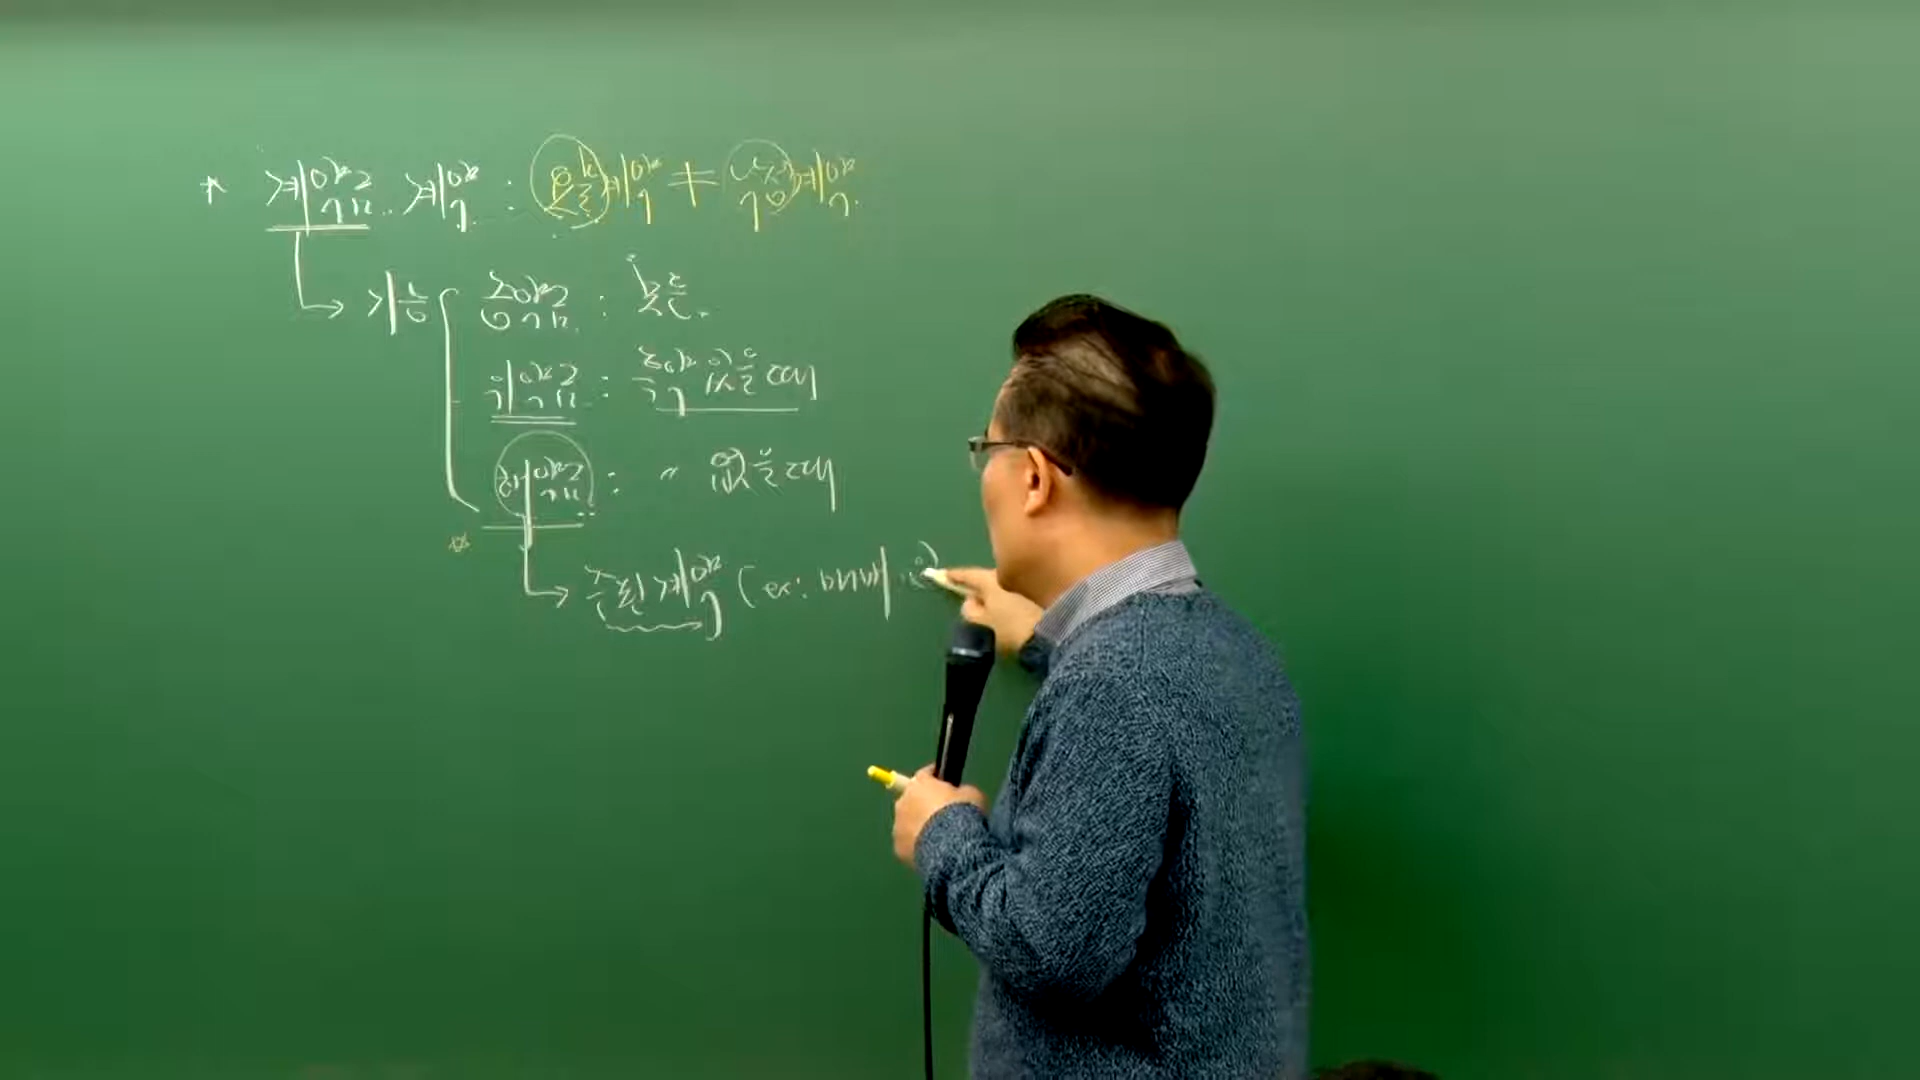 * 계약금 계약 : 요물계약 ≠ 낙성계약
기능 증약금 : 모든
위약금 : 특약 있을 때
해약금 : 〃 없을 때
주된 계약 (ex : 매매